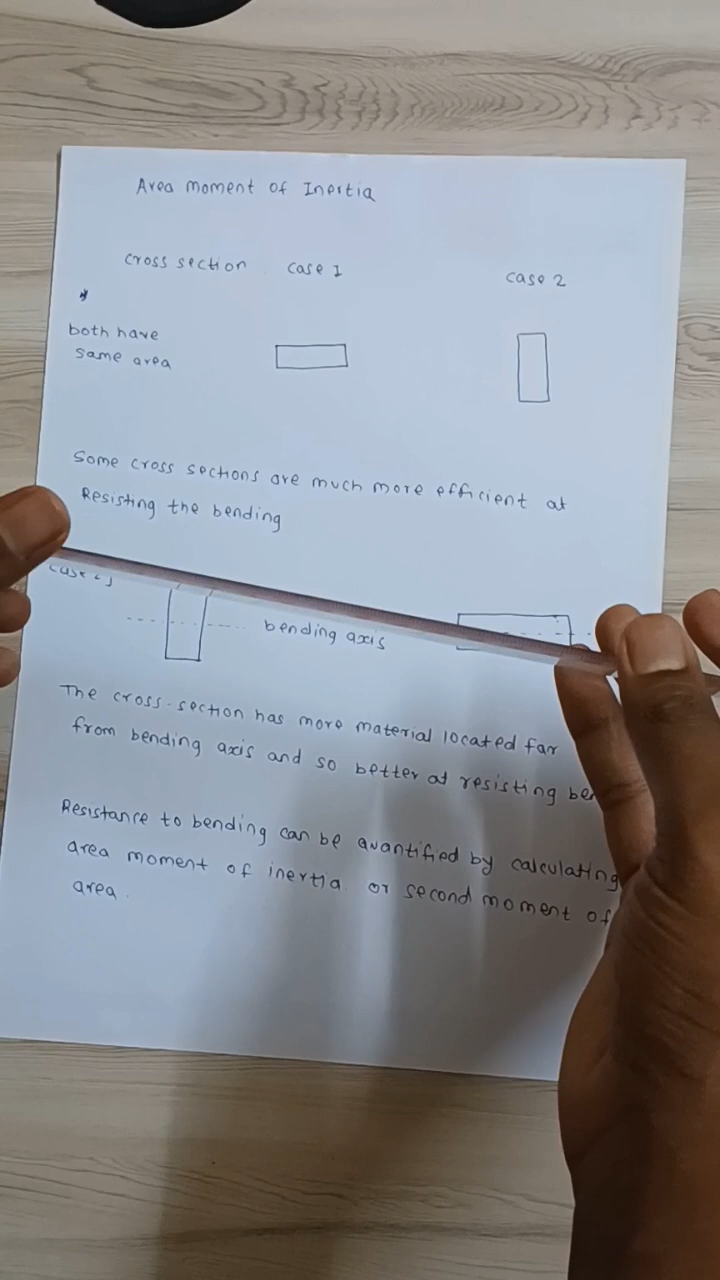 Area moment of Inertia
cross section case 1 case 2
both have
same area
Some cross sections are much more efficient at
Resisting the bending
bending axis
The cross-section has more material located far
from bending axis and so better at resisting
Resistance to bending can be quantified by calculating
area moment of inertia or second moment of
area.